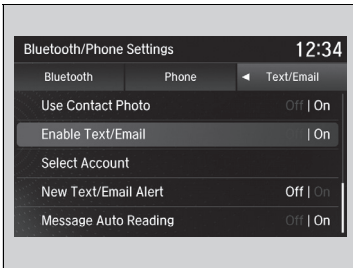 Bluetooth/Phone Settings 12:34
Bluetooth Phone ◄ Text/Email
Use Contact Photo Off | On
Enable Text/Email | On
Select Account
New Text/Email Alert Off | On
Message Auto Reading Off | On